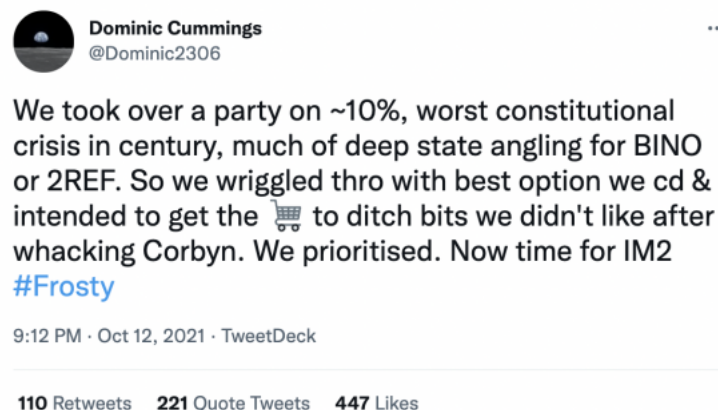 Dominic Cummings
@Dominic2306
We took over a party on ~10%, worst constitutional
crisis in century, much of deep state angling for BINO
or 2REF. So we wriggled thro with best option we cd &
intended to get the 🛒 to ditch bits we didn't like after
whacking Corbyn. We prioritised. Now time for IM2
#Frosty
9:12 PM · Oct 12, 2021 · TweetDeck
110 Retweets 221 Quote Tweets 447 Likes